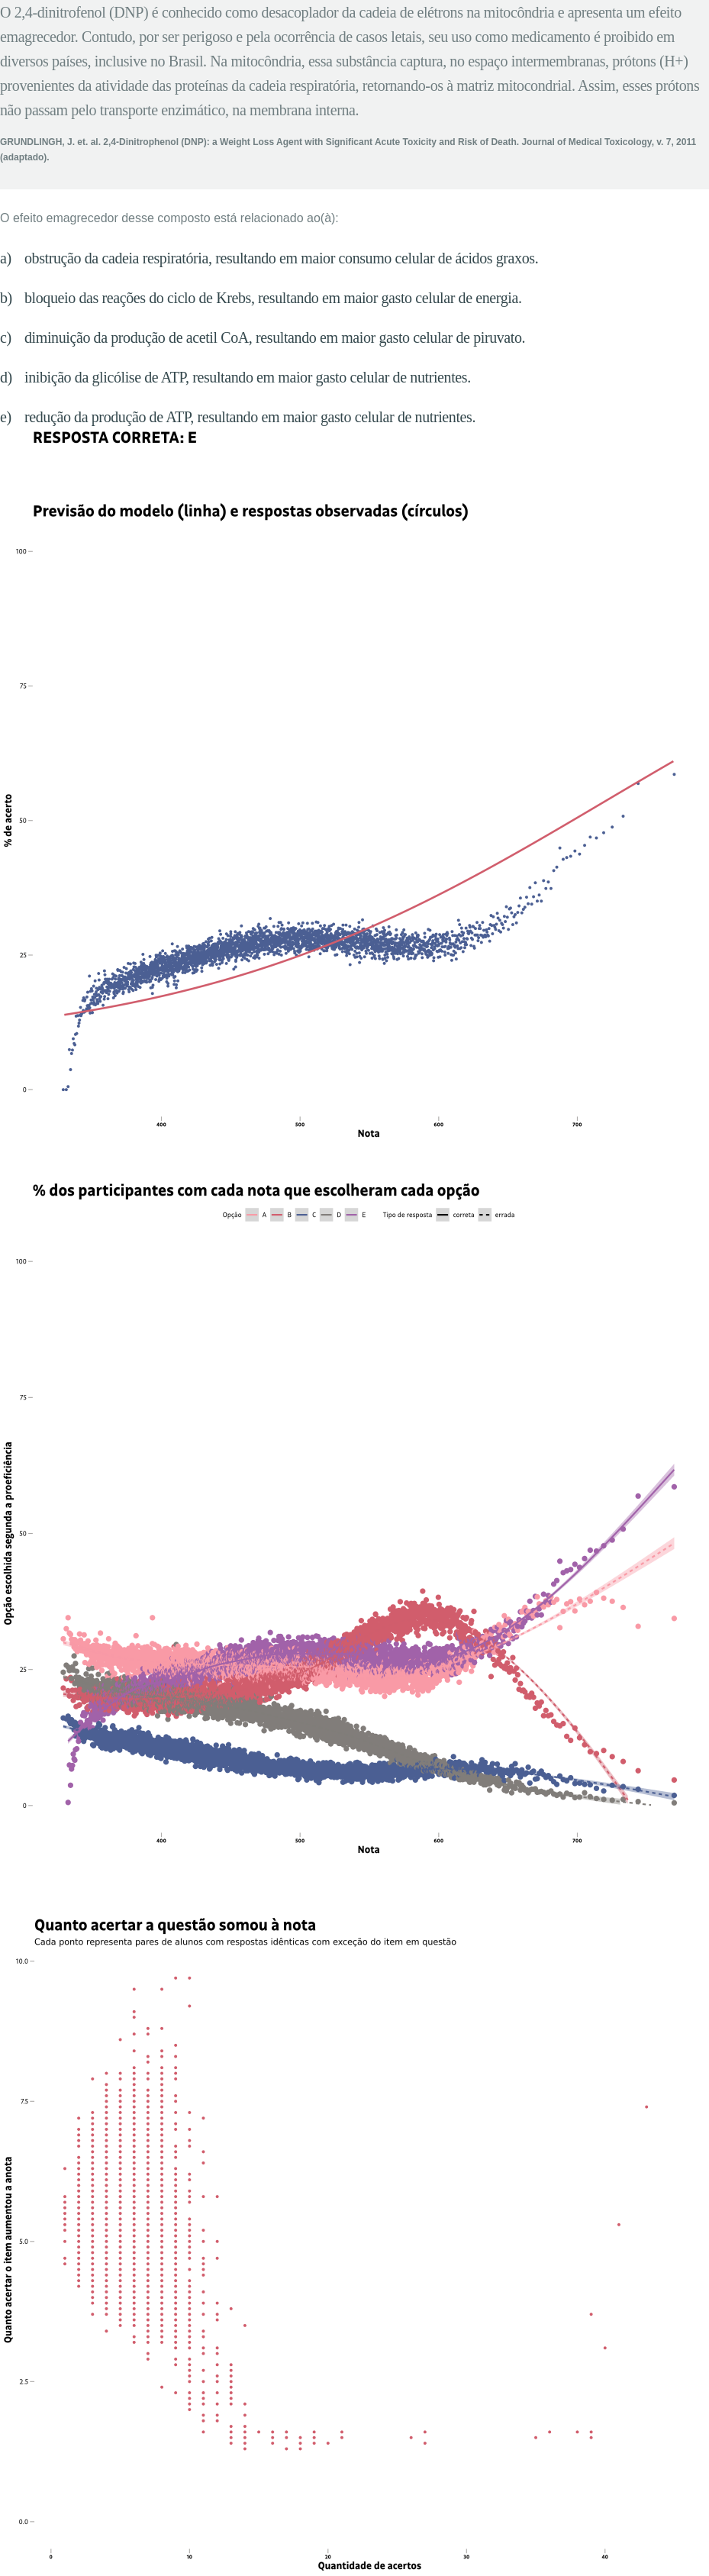 O 2,4-dinitrofenol (DNP) é conhecido como desacoplador da cadeia de elétrons na mitocôndria e apresenta um efeito
emagrecedor. Contudo, por ser perigoso e pela ocorrência de casos letais, seu uso como medicamento é proibido em
diversos países, inclusive no Brasil. Na mitocôndria, essa substância captura, no espaço intermembranas, prótons (H+)
provenientes da atividade das proteínas da cadeia respiratória, retornando-os à matriz mitocondrial. Assim, esses prótons
não passam pelo transporte enzimático, na membrana interna.
GRUNDLINGH, J. et. al. 2,4-Dinitrophenol (DNP): a Weight Loss Agent with Significant Acute Toxicity and Risk of Death. Journal of Medical Toxicology, v. 7, 2011
(adaptado).
O efeito emagrecedor desse composto está relacionado ao(à):
a) obstrução da cadeia respiratória, resultando em maior consumo celular de ácidos graxos.
b) bloqueio das reações do ciclo de Krebs, resultando em maior gasto celular de energia.
c) diminuição da produção de acetil CoA, resultando em maior gasto celular de piruvato.
d) inibição da glicólise de ATP, resultando em maior gasto celular de nutrientes.
e) redução da produção de ATP, resultando em maior gasto celular de nutrientes.
RESPOSTA CORRETA: E
Previsão do modelo (linha) e respostas observadas (círculos)
100
75
50
25
0
% de acerto
400 500 600 700
Nota
% dos participantes com cada nota que escolheram cada opção
Opção A B C D E Tipo de resposta correta errada
100
75
50
25
0
Opção escolhida segunda a proeficiência
400 500 600 700
Nota
Quanto acertar a questão somou à nota
Cada ponto representa pares de alunos com respostas idênticas com exceção do item em questão
10.0
7.5
5.0
2.5
0.0
Quanto acertar o item aumentou a anota
0 10 20 30 40
Quantidade de acertos